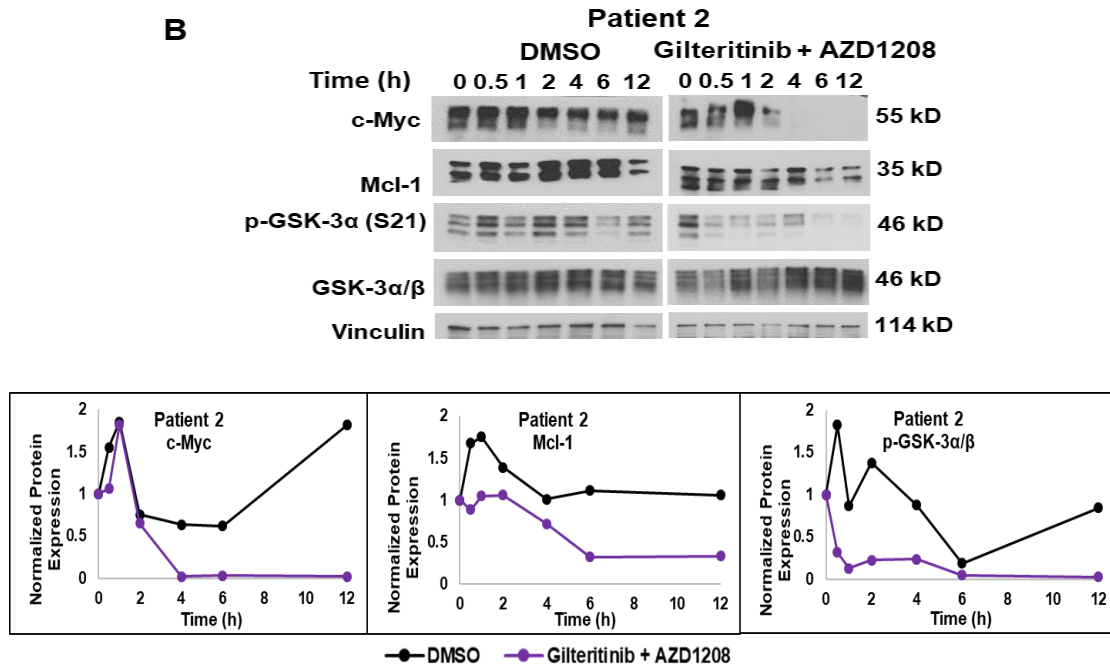 B
Patient 2
DMSO Gilteritinib + AZD1208
Time (h) 0 0.5 1 2 4 6 12 0 0.5 1 2 4 6 12
c-Myc 55 kD
Mcl-1 35 kD
p-GSK-3α (S21) 46 kD
GSK-3α/β 46 kD
Vinculin 114 kD
Patient 2
c-Myc
Normalized Protein
Expression
2
1.5
1
0.5
0
0 2 4 6 8 10 12
Time (h)
Patient 2
Mcl-1
Normalized Protein
Expression
2
1.5
1
0.5
0
0 2 4 6 8 10 12
Time (h)
Patient 2
p-GSK-3α/β
Normalized Protein
Expression
2
1.5
1
0.5
0
0 2 4 6 8 10 12
Time (h)
DMSO Gilteritinib + AZD1208